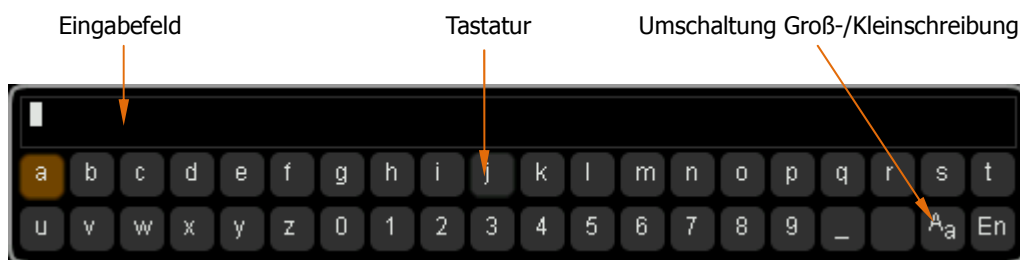 Eingabefeld Tastatur Umschaltung Groß-/Kleinschreibung
a b c d e f g h i j k l m n o p q r s t
u v w x y z 0 1 2 3 4 5 6 7 8 9 _ Aa En